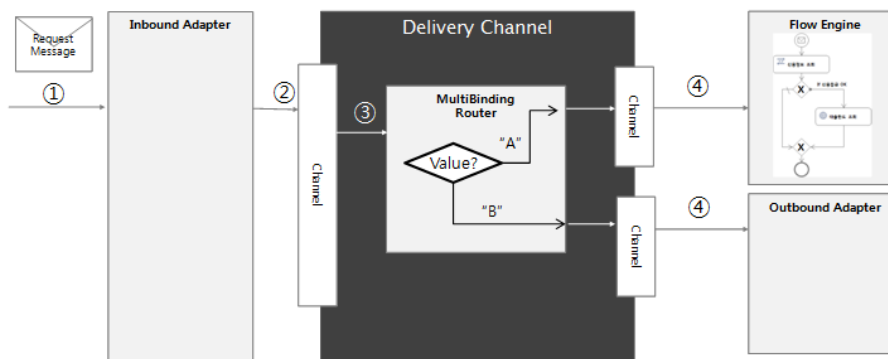 Request
Message
①
Inbound Adapter
②
Delivery Channel
Channel
③
MultiBinding
Router
Value?
"A"
"B"
Channel
④
Flow Engine
X
OK
X
Channel
④
Outbound Adapter